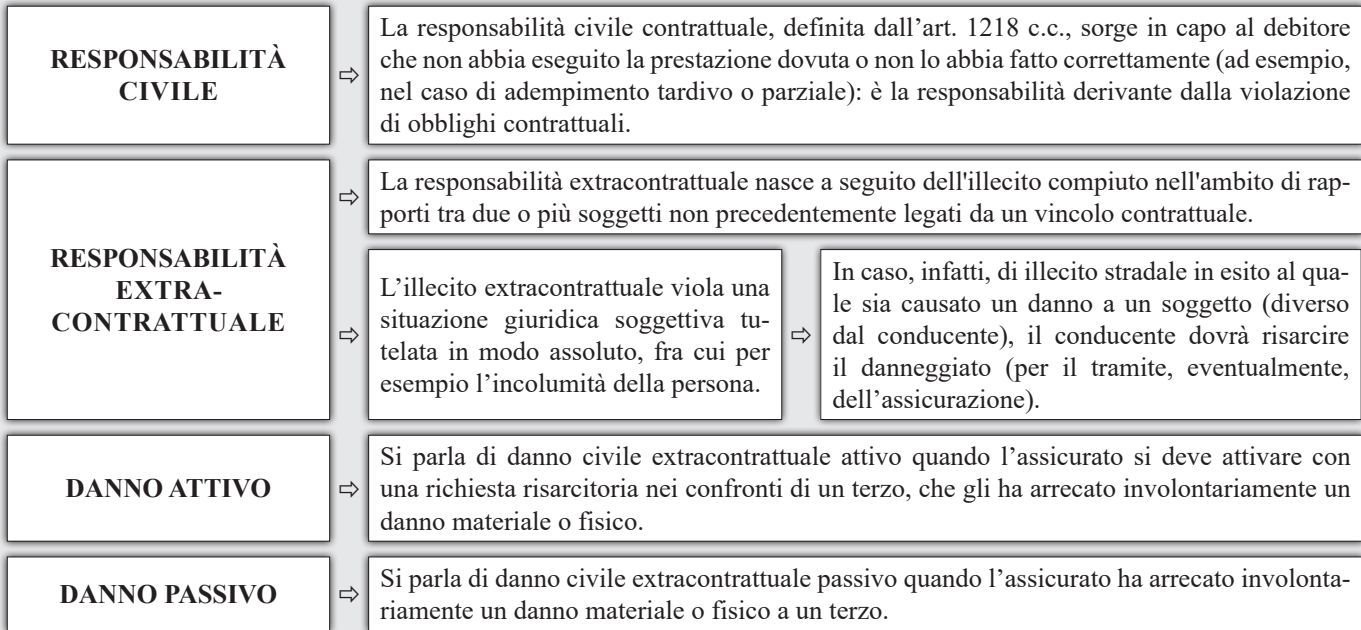 RESPONSABILITÀ
CIVILE
⇨
La responsabilità civile contrattuale, definita dall’art. 1218 c.c., sorge in capo al debitore
che non abbia eseguito la prestazione dovuta o non lo abbia fatto correttamente (ad esempio,
nel caso di adempimento tardivo o parziale): è la responsabilità derivante dalla violazione
di obblighi contrattuali.
RESPONSABILITÀ
EXTRA-
CONTRATTUALE
⇨
La responsabilità extracontrattuale nasce a seguito dell'illecito compiuto nell'ambito di rap-
porti tra due o più soggetti non precedentemente legati da un vincolo contrattuale.
⇨
L’illecito extracontrattuale viola una
situazione giuridica soggettiva tu-
telata in modo assoluto, fra cui per
esempio l’incolumità della persona.
⇨
In caso, infatti, di illecito stradale in esito al qua-
le sia causato un danno a un soggetto (diverso
dal conducente), il conducente dovrà risarcire
il danneggiato (per il tramite, eventualmente,
dell’assicurazione).
DANNO ATTIVO
⇨
Si parla di danno civile extracontrattuale attivo quando l’assicurato si deve attivare con
una richiesta risarcitoria nei confronti di un terzo, che gli ha arrecato involontariamente un
danno materiale o fisico.
DANNO PASSIVO
⇨
Si parla di danno civile extracontrattuale passivo quando l’assicurato ha arrecato involonta-
riamente un danno materiale o fisico a un terzo.